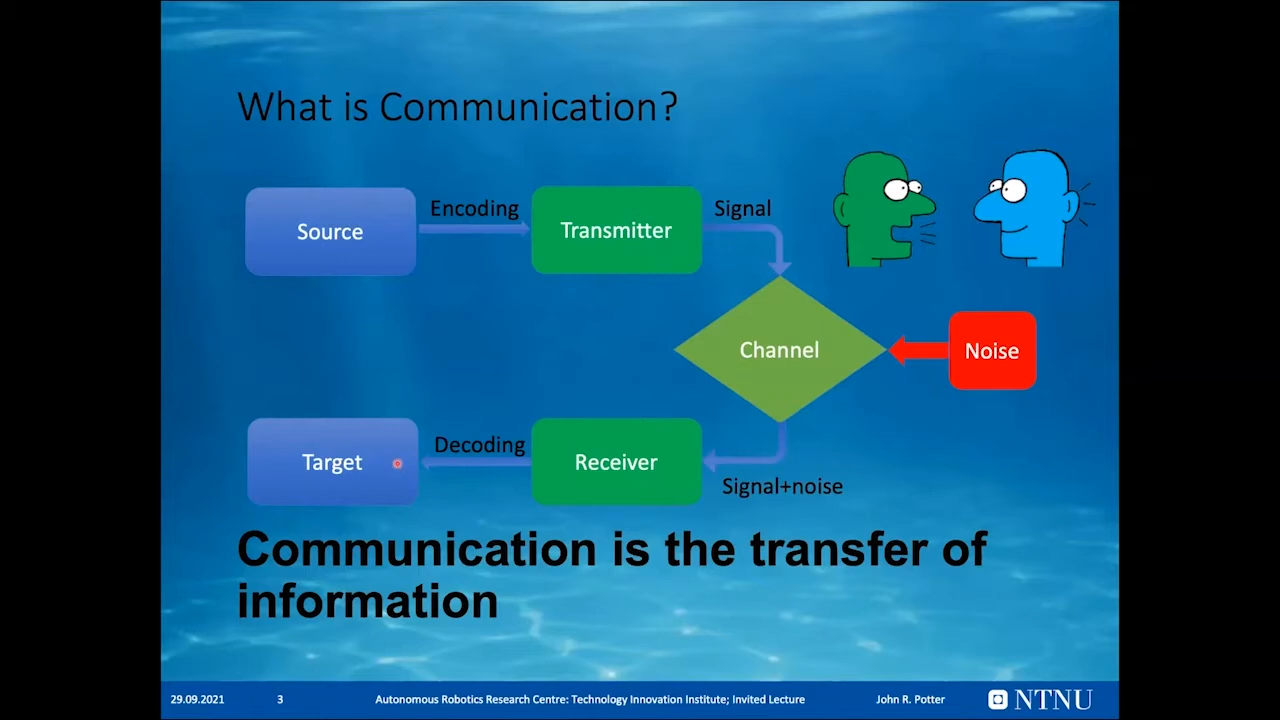 What is Communication?
Source
Encoding
Transmitter
Signal
Channel
Noise
Target
Decoding
Receiver
Signal+noise
Communication is the transfer of
information
29.09.2021
3
Autonomous Robotics Research Centre: Technology Innovation Institute; Invited Lecture
John R. Potter
NTNU